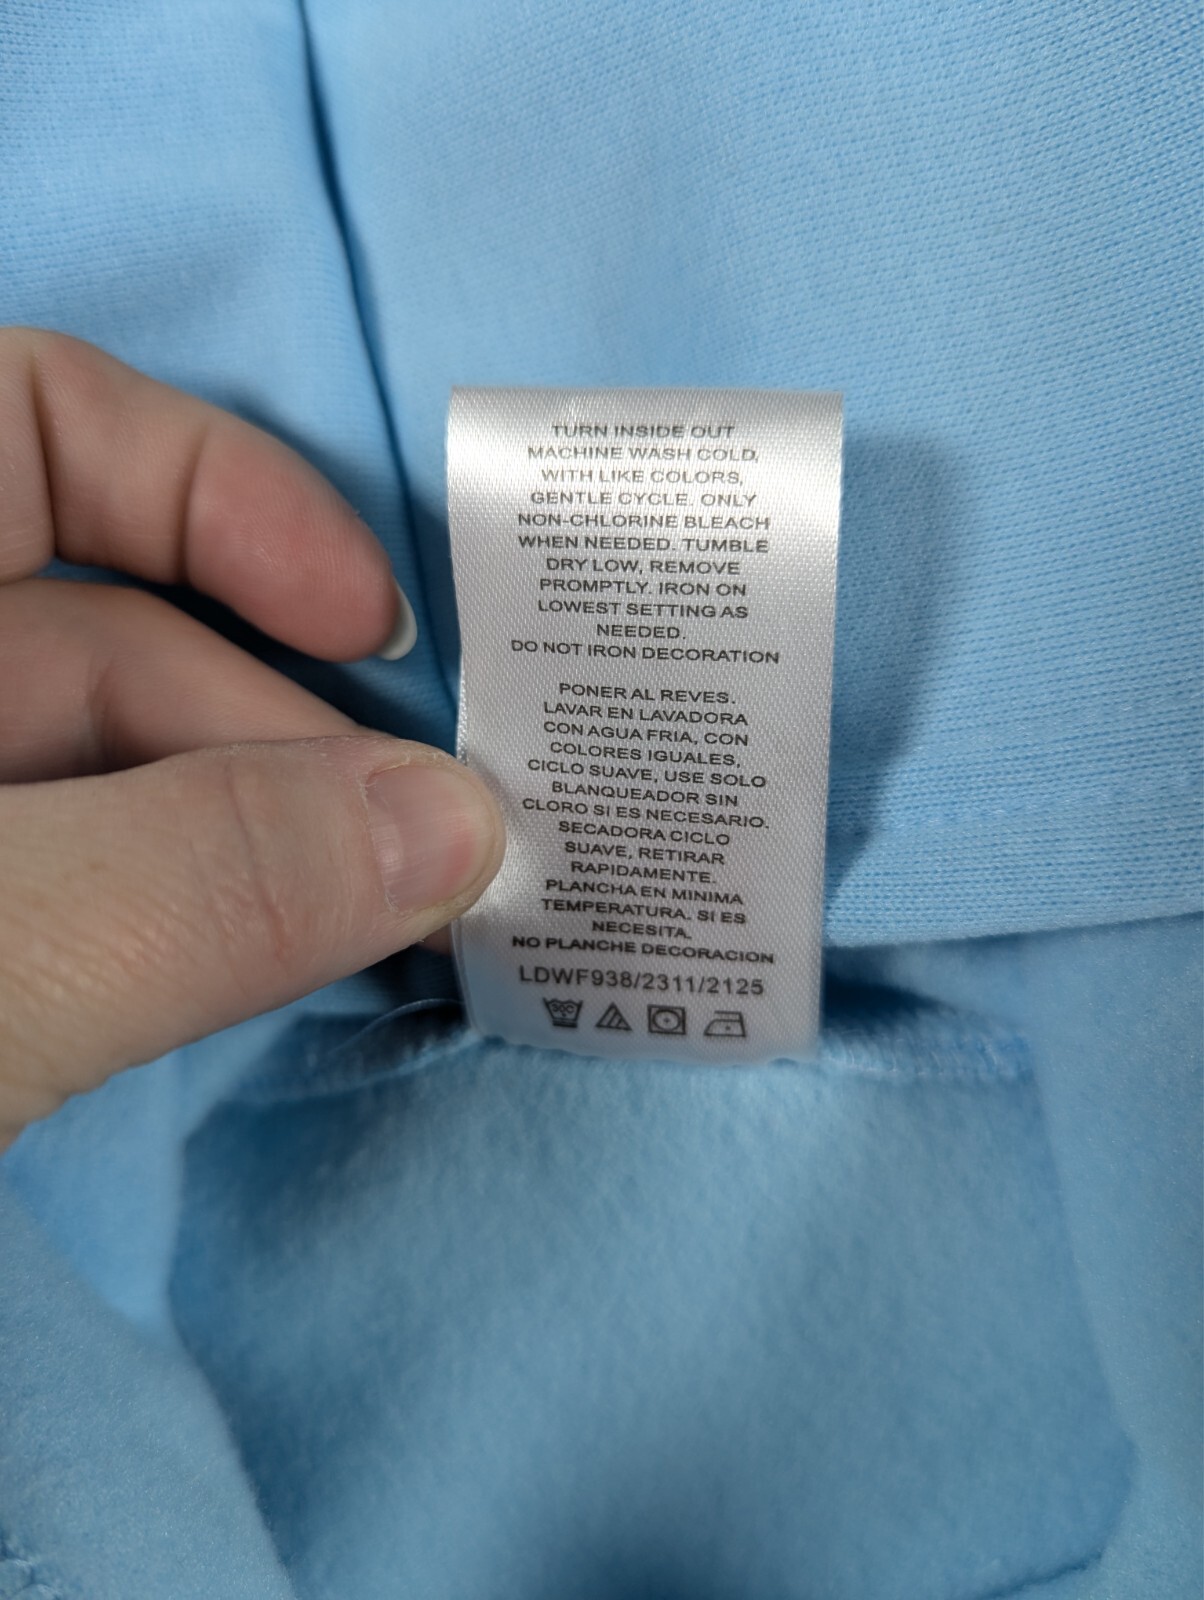 TURN INSIDE OUT
MACHINE WASH COLD,
WITH LIKE COLORS,
GENTLE CYCLE. ONLY
NON-CHLORINE BLEACH
WHEN NEEDED. TUMBLE
DRY LOW, REMOVE
PROMPTLY. IRON ON
LOWEST SETTING AS
NEEDED.
DO NOT IRON DECORATION
PONER AL REVES.
LAVAR EN LAVADORA
CON AGUA FRIA, CON
COLORES IGUALES,
CICLO SUAVE, USE SOLO
BLANQUEADOR SIN
CLORO SI ES NECESARIO.
SECADORA CICLO
SUAVE, RETIRAR
RAPIDAMENTE.
PLANCHA EN MINIMA
TEMPERATURA. SI ES
NECESITA.
NO PLANCHE DECORACION
LDWF938/2311/2125